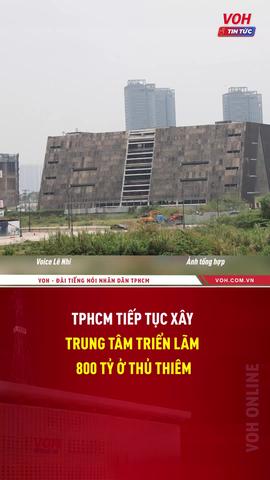 VOH
TIN TỨC
Voice Lê Nhi
Ảnh tổng hợp
VOH - ĐÀI TIẾNG NÓI NHÂN DÂN TPHCM
VOH.COM.VN
TPHCM TIẾP TỤC XÂY
TRUNG TÂM TRIỂN LÃM
800 TỶ Ở THỦ THIÊM
VOH
VOH ONLINE